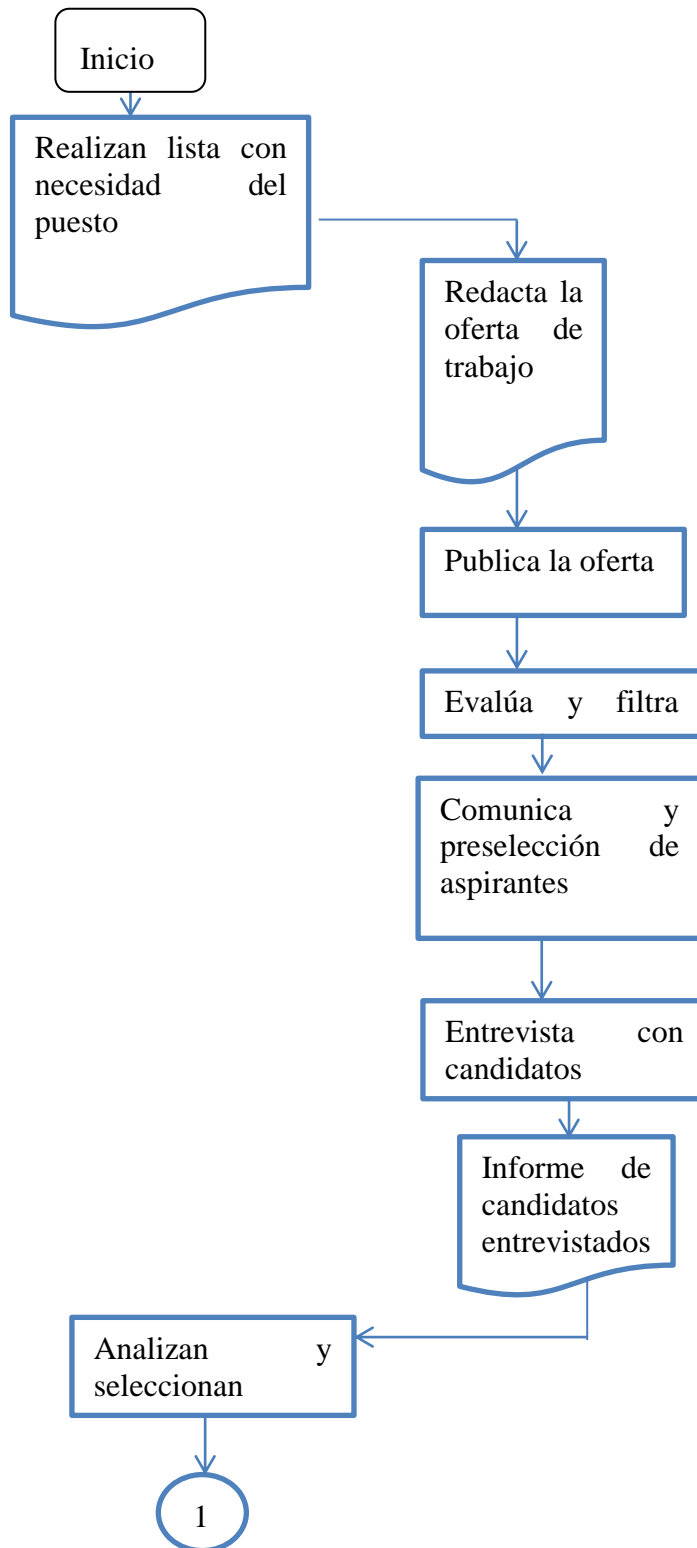 Inicio
Realizan lista con
necesidad del
puesto
Redacta la
oferta de
trabajo
Publica la oferta
Evalúa y filtra
Comunica y
preselección de
aspirantes
Entrevista con
candidatos
Informe de
candidatos
entrevistados
Analizan y
seleccionan
1